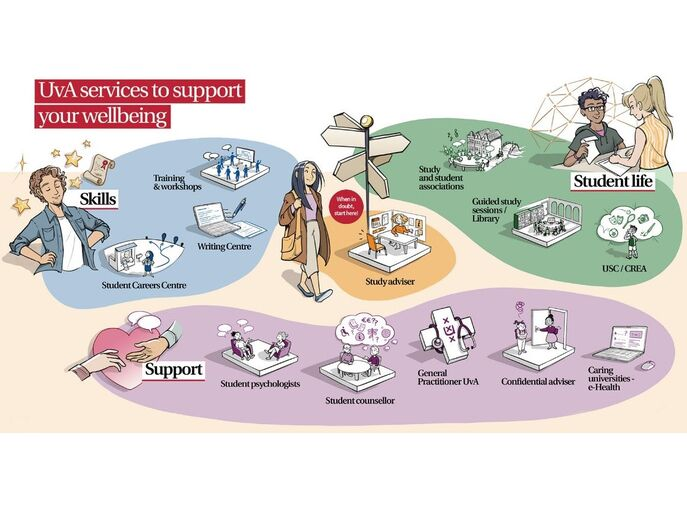 UvA services to support
your wellbeing
Skills
Training
& workshops
Writing Centre
Student Careers Centre
When in
doubt,
start here!
Study adviser
Study
and student
associations
Guided study
sessions /
Library
Student life
USC / CREA
Support
Student psychologists
€€??
Student counsellor
General
Practitioner UvA
Confidential adviser
Caring
universities -
e-Health